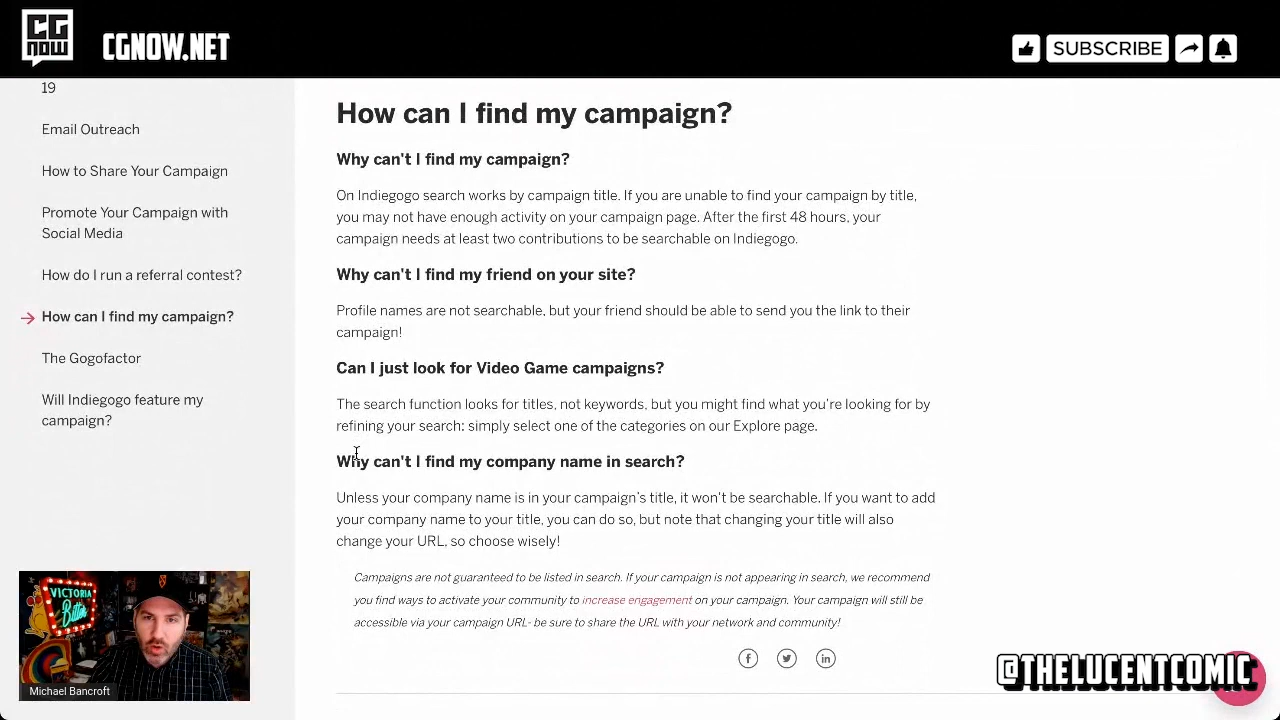 CG
NOW
CGNOW.NET
SUBSCRIBE
19
Email Outreach
How to Share Your Campaign
Promote Your Campaign with
Social Media
How do I run a referral contest?
How can I find my campaign?
The Gogofactor
Will Indiegogo feature my
campaign?
How can I find my campaign?
Why can't I find my campaign?
On Indiegogo search works by campaign title. If you are unable to find your campaign by title,
you may not have enough activity on your campaign page. After the first 48 hours, your
campaign needs at least two contributions to be searchable on Indiegogo.
Why can't I find my friend on your site?
Profile names are not searchable, but your friend should be able to send you the link to their
campaign!
Can I just look for Video Game campaigns?
The search function looks for titles, not keywords, but you might find what you're looking for by
refining your search: simply select one of the categories on our Explore page.
Why can't I find my company name in search?
Unless your company name is in your campaign's title, it won't be searchable. If you want to add
your company name to your title, you can do so, but note that changing your title will also
change your URL, so choose wisely!
Campaigns are not guaranteed to be listed in search. If your campaign is not appearing in search, we recommend
you find ways to activate your community to increase engagement on your campaign. Your campaign will still be
accessible via your campaign URL- be sure to share the URL with your network and community!
VICTORIA
Bitter
Michael Bancroft
@THELUCENTCOMIC